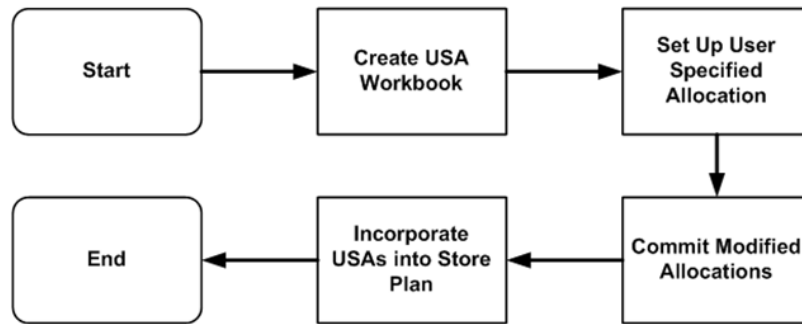 Start
Create USA
Workbook
Set Up User
Specified
Allocation
End
Incorporate
USAs into Store
Plan
Commit Modified
Allocations